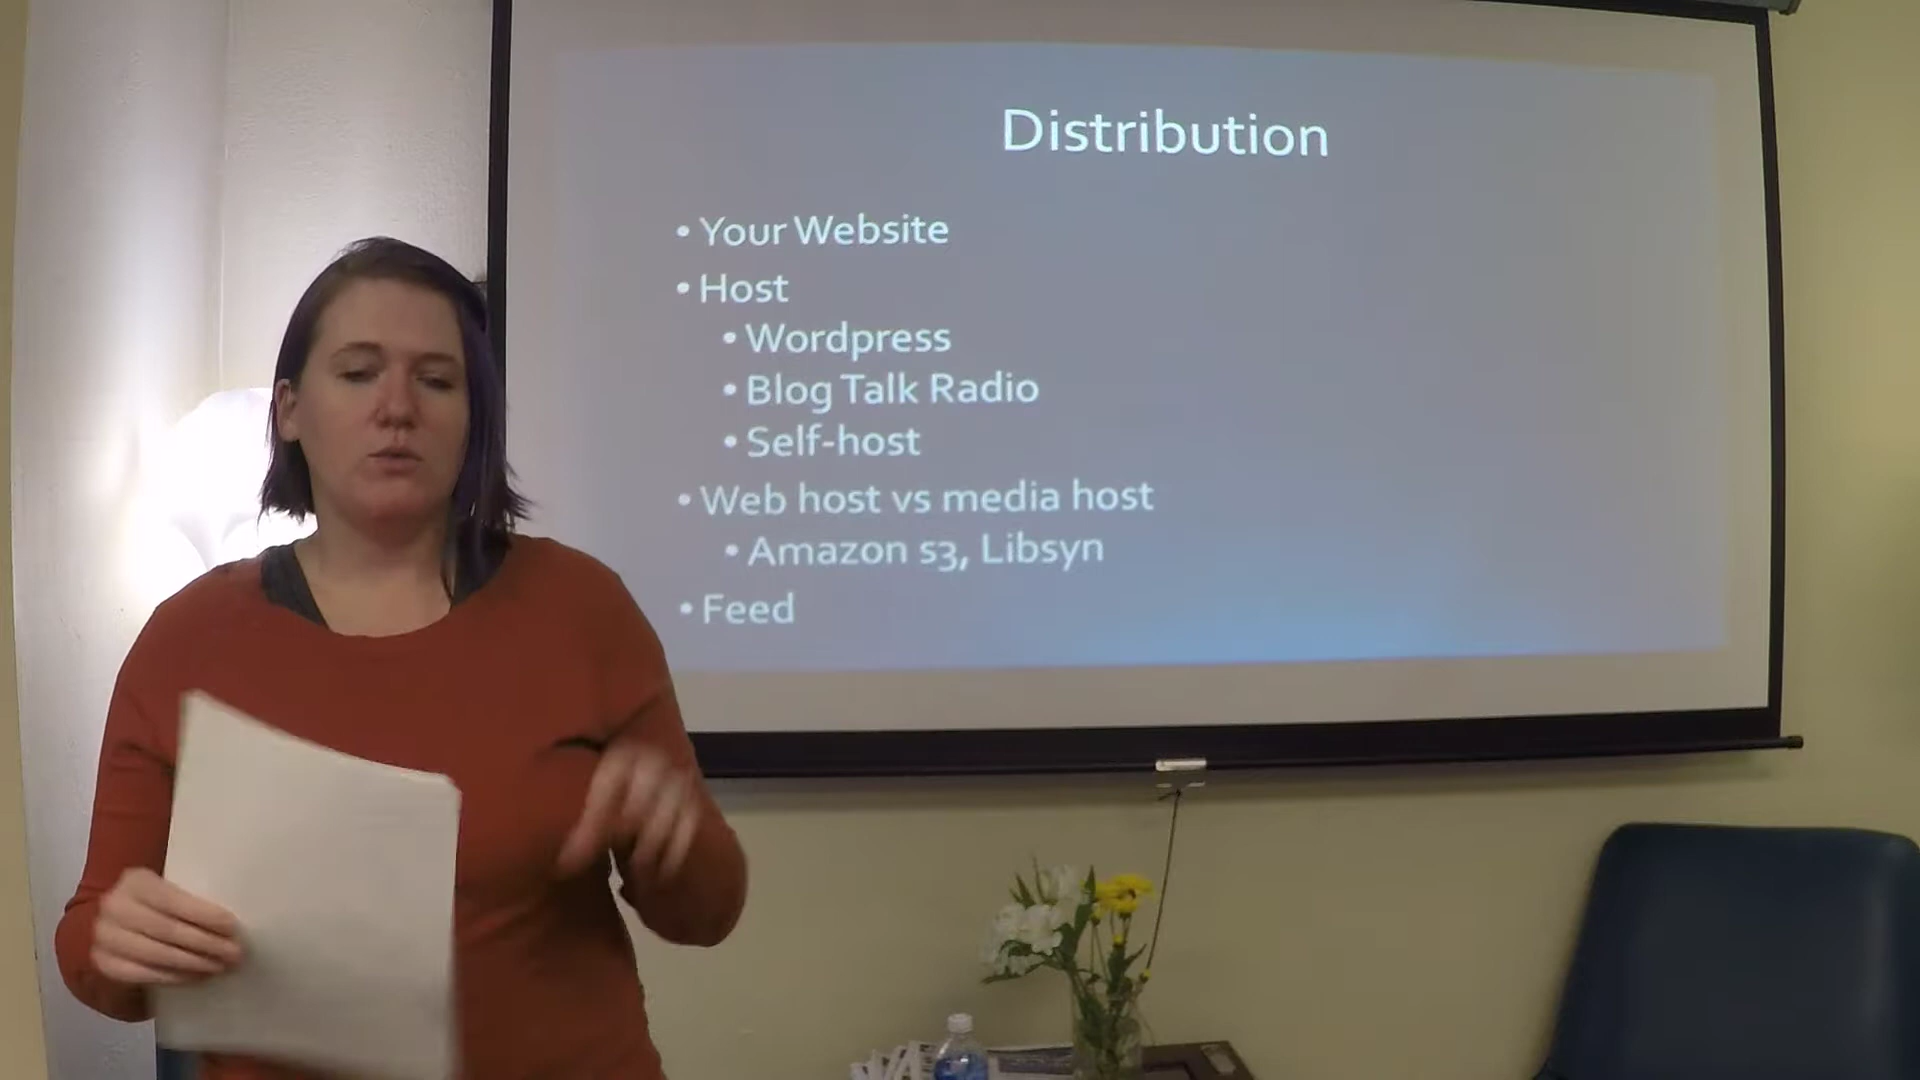 Distribution
• Your Website
• Host
• Wordpress
• Blog Talk Radio
• Self-host
• Web host vs media host
• Amazon s3, Libsyn
• Feed